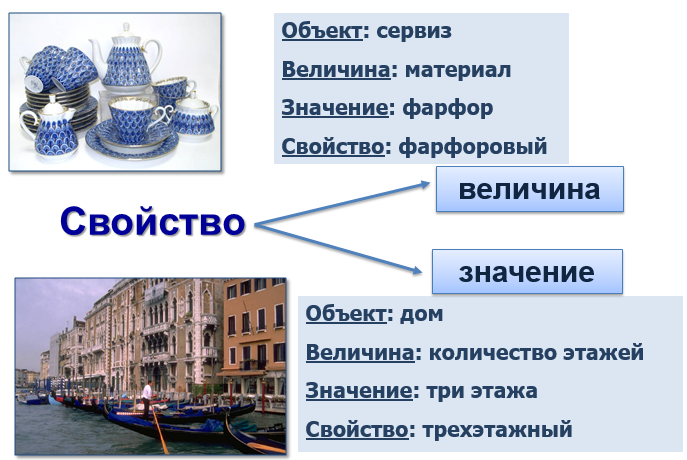 Объект: сервиз
Величина: материал
Значение: фарфор
Свойство: фарфоровый
величина
Свойство
значение
Объект: дом
Величина: количество этажей
Значение: три этажа
Свойство: трехэтажный